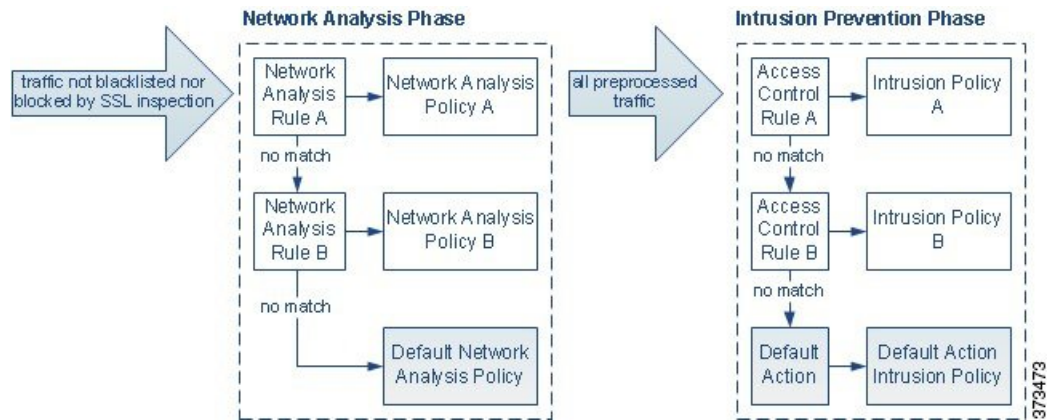 Network Analysis Phase
traffic not blacklisted nor
blocked by SSL inspection
Network
Analysis
Rule A
Network Analysis
Policy A
no match
Network
Analysis
Rule B
Network Analysis
Policy B
no match
Default Network
Analysis Policy
all preprocessed
traffic
Intrusion Prevention Phase
Access
Control
Rule A
Intrusion Policy
A
no match
Access
Control
Rule B
Intrusion Policy
B
no match
Default
Action
Default Action
Intrusion Policy
373473